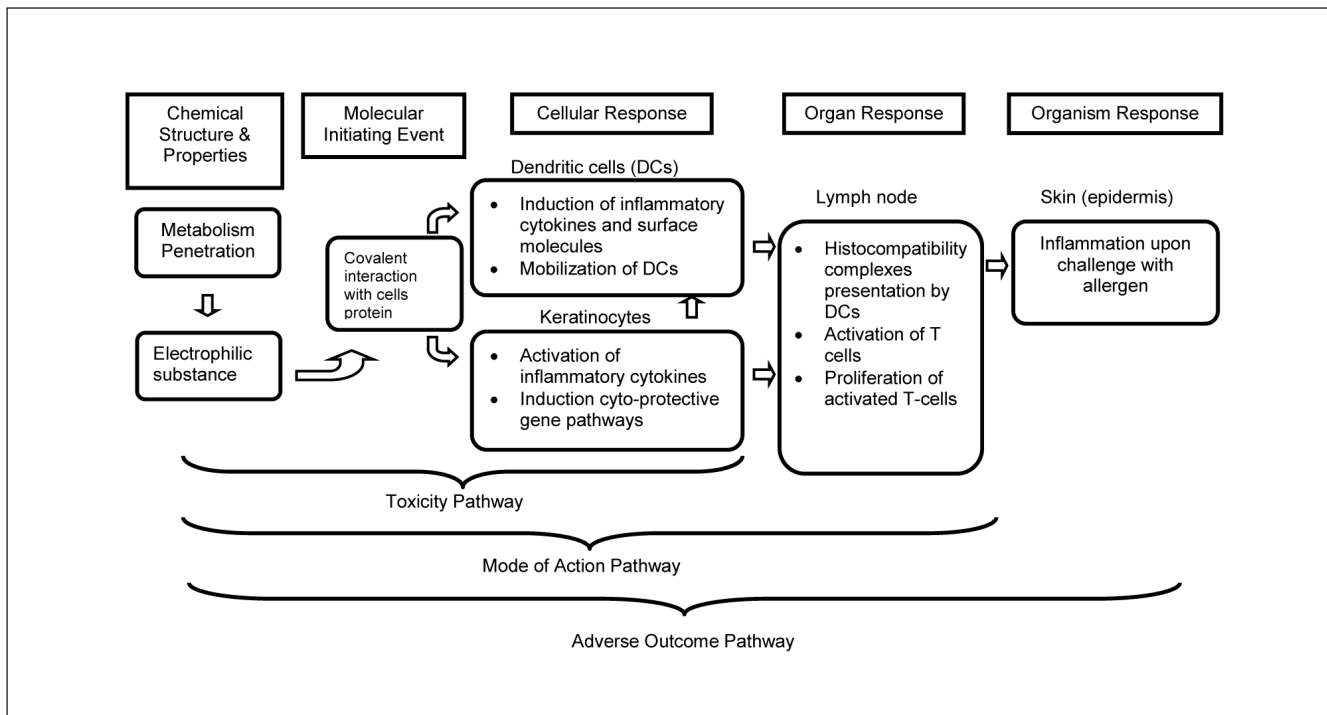 Chemical
Structure &
Properties
Molecular
Initiating Event
Cellular Response
Organ Response
Organism Response
Metabolism
Penetration
Electrophilic
substance
Covalent
interaction
with cells
protein
Dendritic cells (DCs)
• Induction of inflammatory
cytokines and surface
molecules
• Mobilization of DCs
Keratinocytes
• Activation of
inflammatory cytokines
• Induction cyto-protective
gene pathways
Lymph node
• Histocompatibility
complexes
presentation by
DCs
• Activation of T
cells
• Proliferation of
activated T-cells
Skin (epidermis)
Inflammation upon
challenge with
allergen
Toxicity Pathway
Mode of Action Pathway
Adverse Outcome Pathway